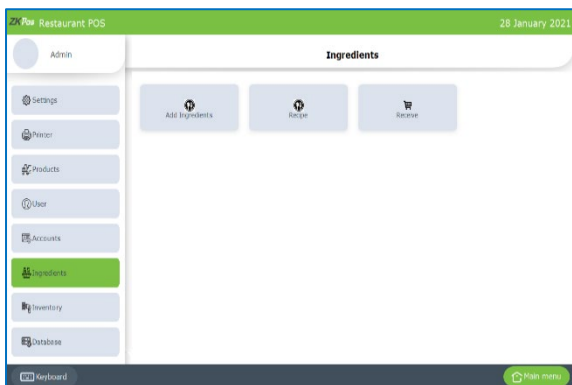 ZKPos Restaurant POS
28 January 2021
Admin
Ingredients
Settings
Printer
Products
User
Accounts
Ingredients
Inventory
Database
Add Ingredients
Recipe
Receive
Keyboard
Main menu